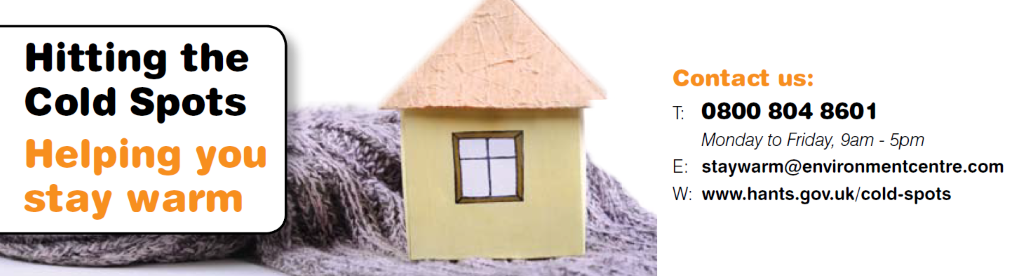 Hitting the
Cold Spots
Helping you
stay warm
Contact us:
T: 0800 804 8601
Monday to Friday, 9am - 5pm
E: staywarm@environmentcentre.com
W: www.hants.gov.uk/cold-spots